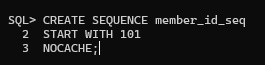 SQL> CREATE SEQUENCE member_id_seq
2 START WITH 101
3 NOCACHE;